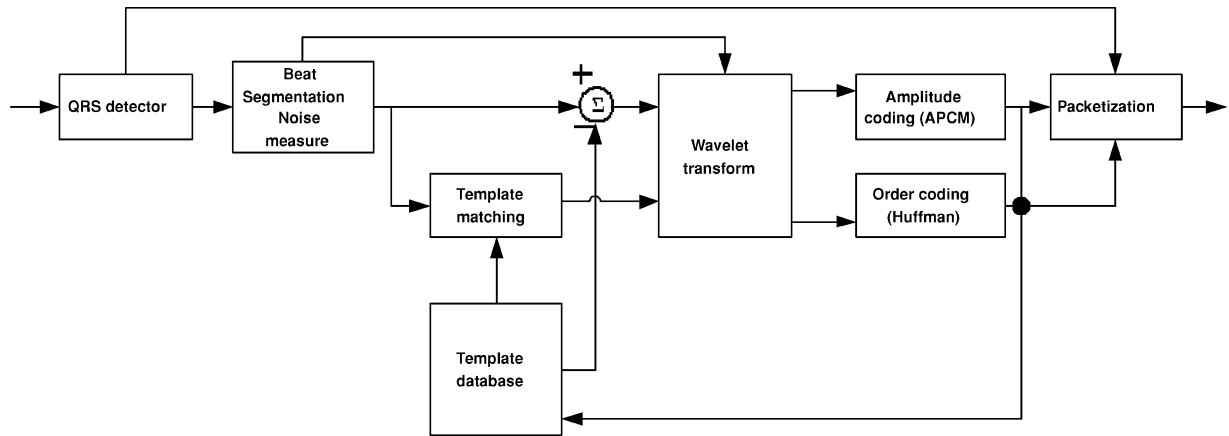 QRS detector
Beat
Segmentation
Noise
measure
+
Σ
−
Wavelet
transform
Amplitude
coding (APCM)
Packetization
Template
matching
Order coding
(Huffman)
Template
database